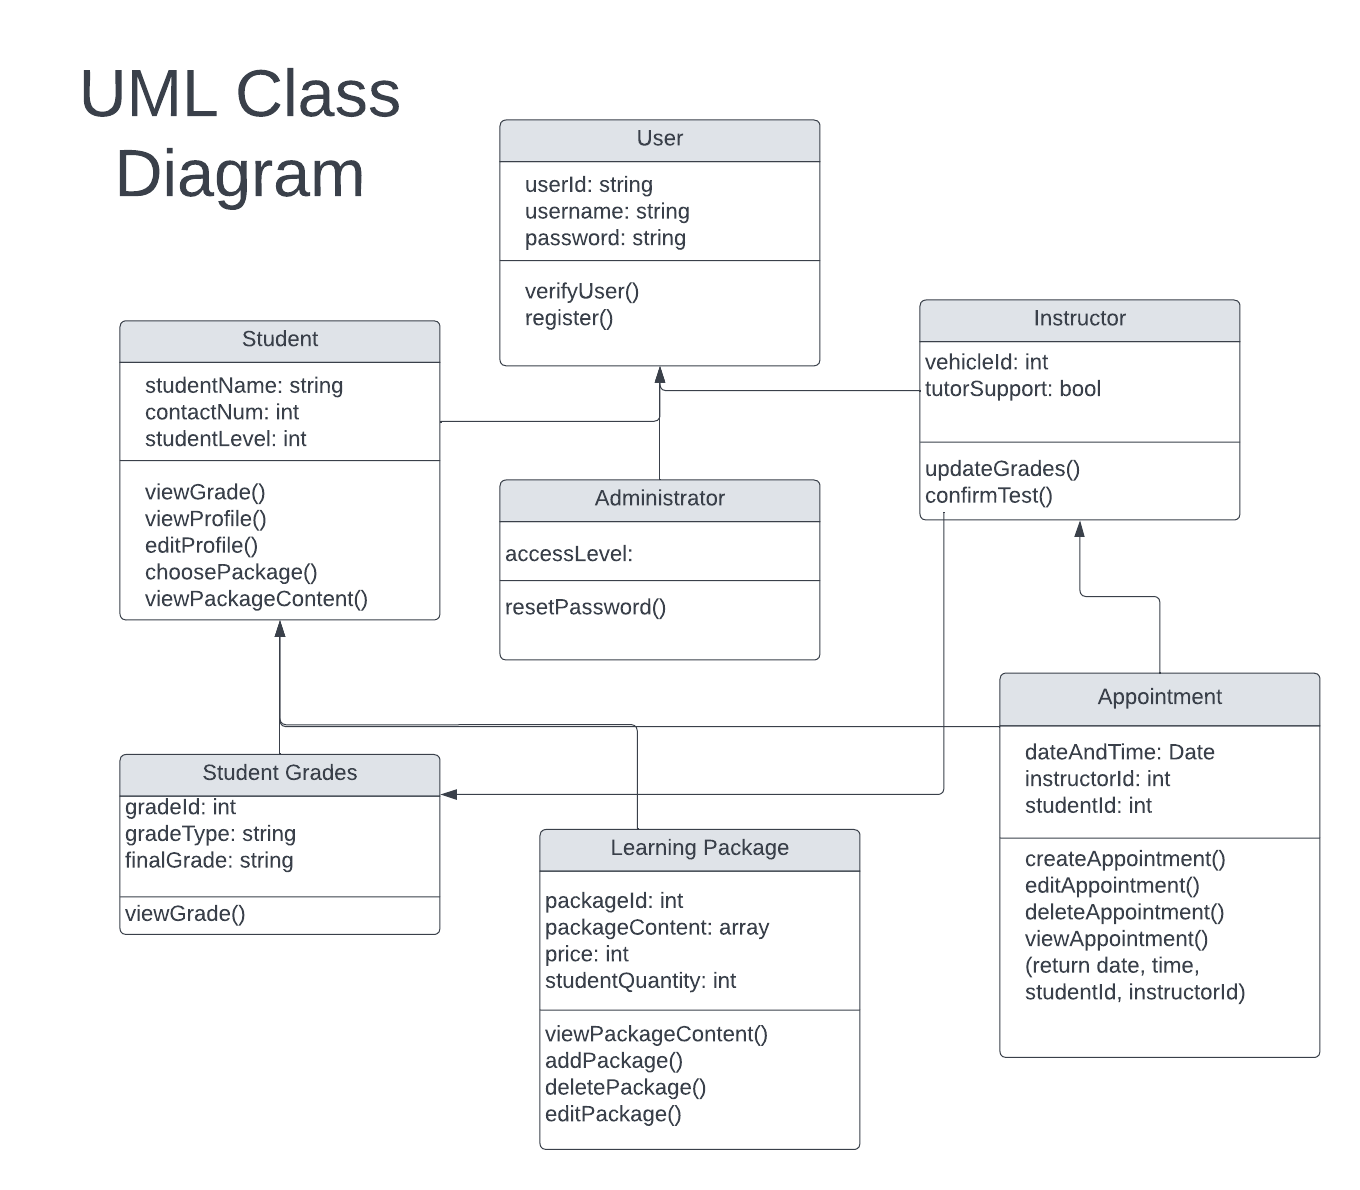 UML Class
Diagram
User
userId: string
username: string
password: string
verifyUser()
register()
Student
studentName: string
contactNum: int
studentLevel: int
viewGrade()
viewProfile()
editProfile()
choosePackage()
viewPackageContent()
Instructor
vehicleId: int
tutorSupport: bool
updateGrades()
confirmTest()
Administrator
accessLevel:
resetPassword()
Appointment
dateAndTime: Date
instructorId: int
studentId: int
createAppointment()
editAppointment()
deleteAppointment()
viewAppointment()
(return date, time,
studentId, instructorId)
Student Grades
gradeId: int
gradeType: string
finalGrade: string
viewGrade()
Learning Package
packageId: int
packageContent: array
price: int
studentQuantity: int
viewPackageContent()
addPackage()
deletePackage()
editPackage()